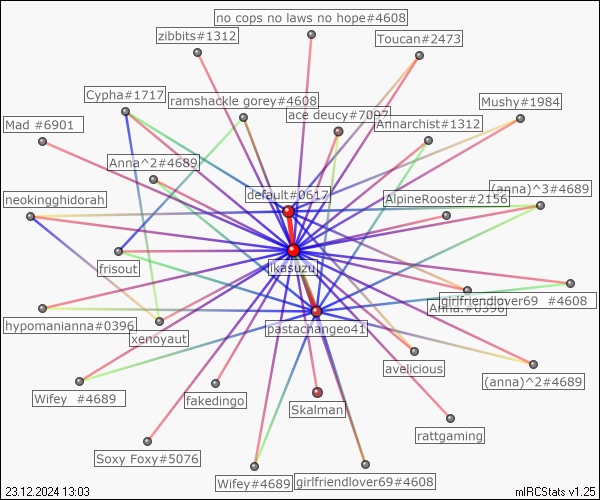 no cops no laws no hope#4608
zibbits#1312
Toucan#2473
Cypha#1717
ramshackle gorey#4608
Mushy#1984
ace deucy#7097
Mad #6901
Annarchist#1312
Anna^2#4689
default#0617
(anna)^3#4689
neokingghidorah
AlpineRooster#2156
frisout
ikasuzu
girlfriendlover69 #4608
Anna.#0396
hypomanianna#0396
pastachangeo41
xenoyaut
avelicious
(anna)^2#4689
Wifey #4689
fakedingo
Skalman
rattgaming
Soxy Foxy#5076
Wifey#4689
girlfriendlover69#4608
23.12.2024 13:03
mIRCStats v1.25